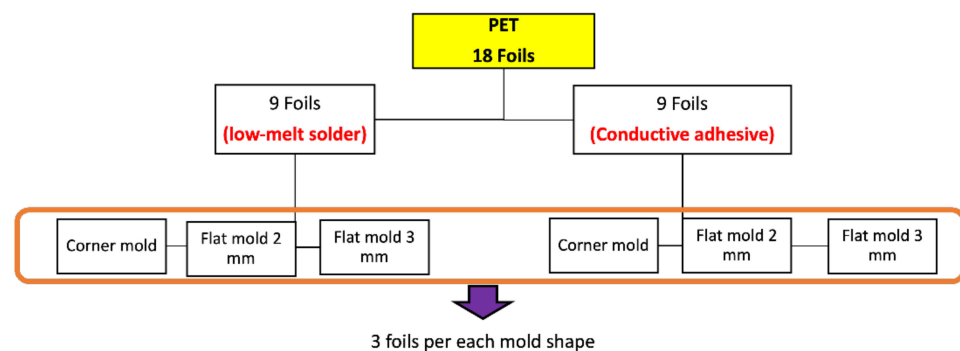 PET
18 Foils
9 Foils
(low-melt solder)
9 Foils
(Conductive adhesive)
Corner mold
Flat mold 2
mm
Flat mold 3
mm
Corner mold
Flat mold 2
mm
Flat mold 3
mm
3 foils per each mold shape